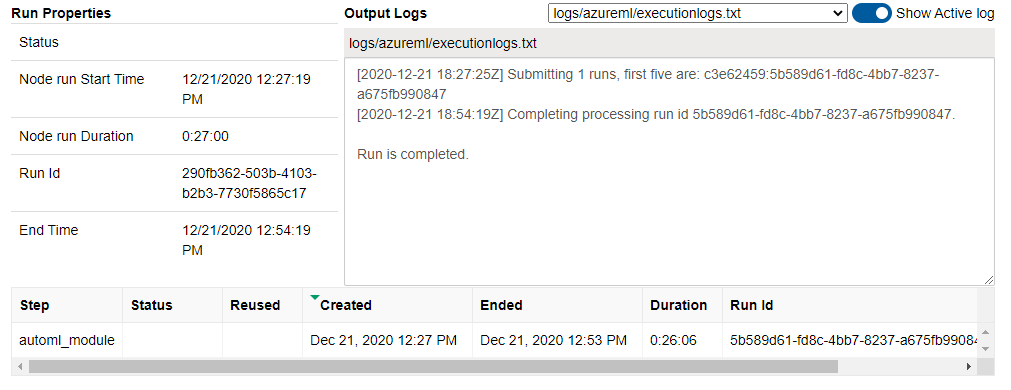 Run Properties
Status
Node run Start Time 12/21/2020 12:27:19
PM
Node run Duration 0:27:00
Run Id 290fb362-503b-4103-
b2b3-7730f5865c17
End Time 12/21/2020 12:54:19
PM
Output Logs logs/azureml/executionlogs.txt Show Active log
logs/azureml/executionlogs.txt
[2020-12-21 18:27:25Z] Submitting 1 runs, first five are: c3e62459:5b589d61-fd8c-4bb7-8237-
a675fb990847
[2020-12-21 18:54:19Z] Completing processing run id 5b589d61-fd8c-4bb7-8237-a675fb990847.
Run is completed.
Step Status Reused Created Ended Duration Run Id
automl_module Dec 21, 2020 12:27 PM Dec 21, 2020 12:53 PM 0:26:06 5b589d61-fd8c-4bb7-8237-a675fb99084